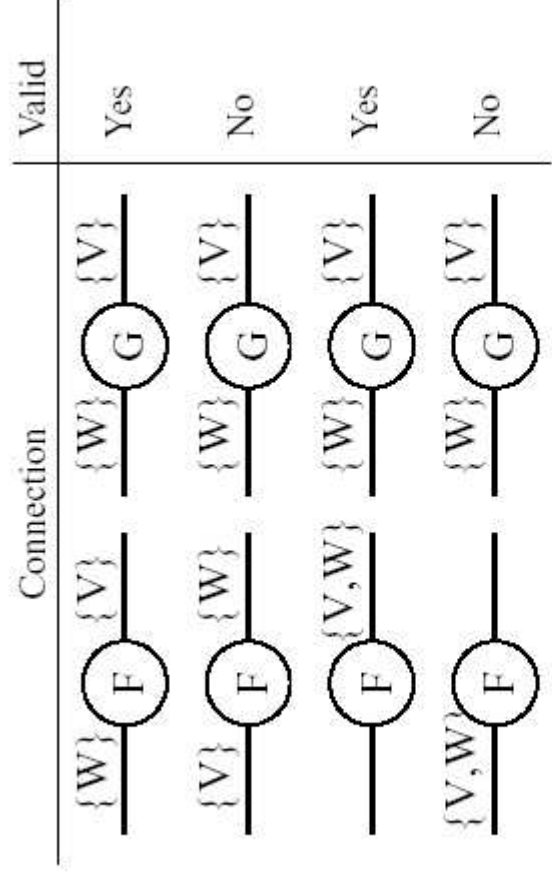 Connection Valid
{W} F {V} {W} G {V} Yes
{V} F {W} {W} G {V} No
F {V,W} {W} G {V} Yes
{V,W} F {W} G {V} No